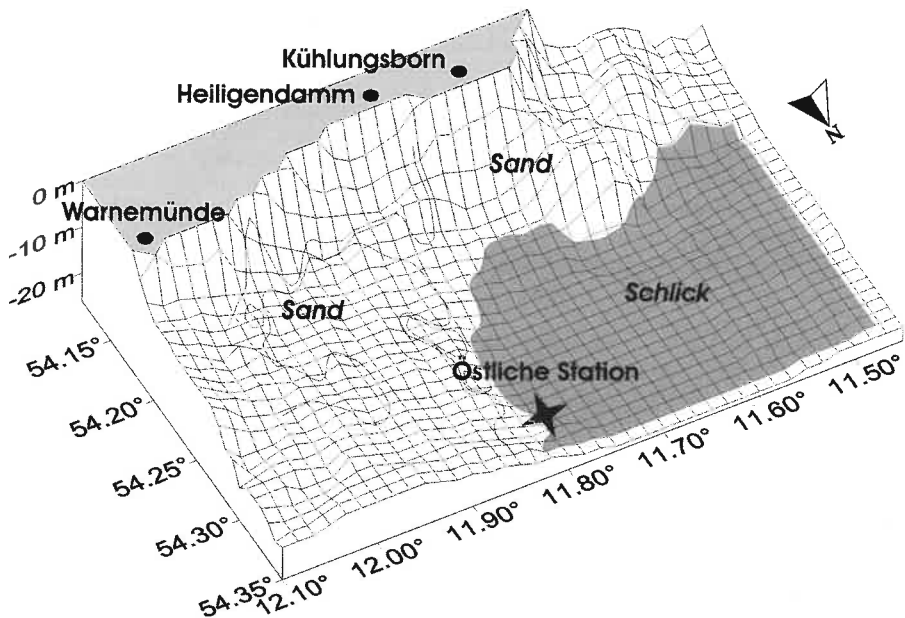 Kühlungsborn
Heiligendamm
Sand
N
0 m
Warnemünde
-10 m
-20 m
Sand
Schlick
Östliche Station
54.15°
54.20°
54.25°
54.30°
54.35°
12.10°
12.00°
11.90°
11.80°
11.70°
11.60°
11.50°